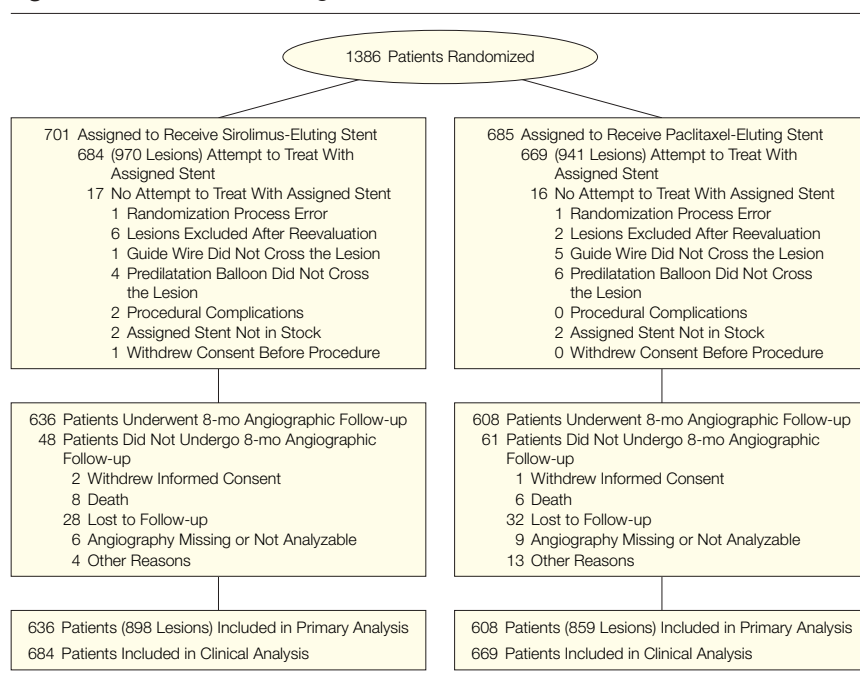 1386 Patients Randomized
701 Assigned to Receive Sirolimus-Eluting Stent
684 (970 Lesions) Attempt to Treat With
Assigned Stent
17 No Attempt to Treat With Assigned Stent
1 Randomization Process Error
6 Lesions Excluded After Reevaluation
1 Guide Wire Did Not Cross the Lesion
4 Predilatation Balloon Did Not Cross
the Lesion
2 Procedural Complications
2 Assigned Stent Not in Stock
1 Withdrew Consent Before Procedure
685 Assigned to Receive Paclitaxel-Eluting Stent
669 (941 Lesions) Attempt to Treat With
Assigned Stent
16 No Attempt to Treat With Assigned Stent
1 Randomization Process Error
2 Lesions Excluded After Reevaluation
5 Guide Wire Did Not Cross the Lesion
6 Predilatation Balloon Did Not Cross
the Lesion
0 Procedural Complications
2 Assigned Stent Not in Stock
0 Withdrew Consent Before Procedure
636 Patients Underwent 8-mo Angiographic Follow-up
48 Patients Did Not Undergo 8-mo Angiographic
Follow-up
2 Withdrew Informed Consent
8 Death
28 Lost to Follow-up
6 Angiography Missing or Not Analyzable
4 Other Reasons
608 Patients Underwent 8-mo Angiographic Follow-up
61 Patients Did Not Undergo 8-mo Angiographic
Follow-up
1 Withdrew Informed Consent
6 Death
32 Lost to Follow-up
9 Angiography Missing or Not Analyzable
13 Other Reasons
636 Patients (898 Lesions) Included in Primary Analysis
684 Patients Included in Clinical Analysis
608 Patients (859 Lesions) Included in Primary Analysis
669 Patients Included in Clinical Analysis